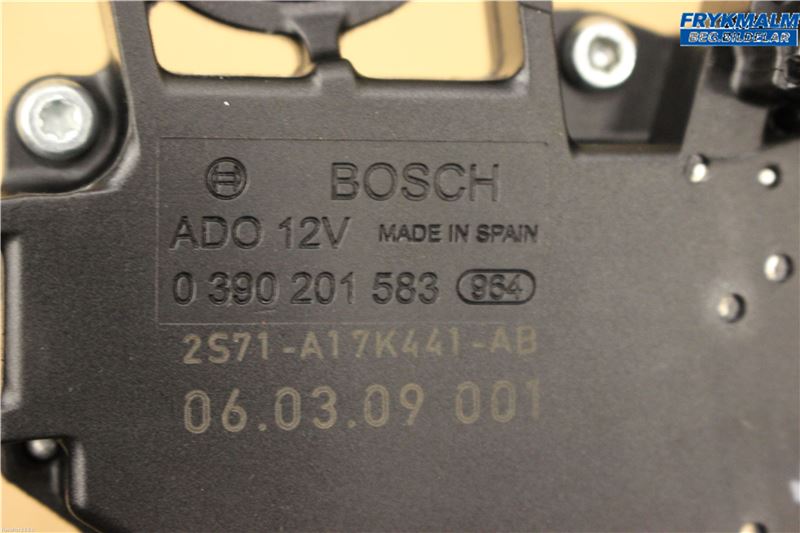 FRYKMALM
BEG.BILDELAR
BOSCH
ADO 12V MADE IN SPAIN
0 390 201 583 964
2S71-A17K441-AB
06.03.09 001